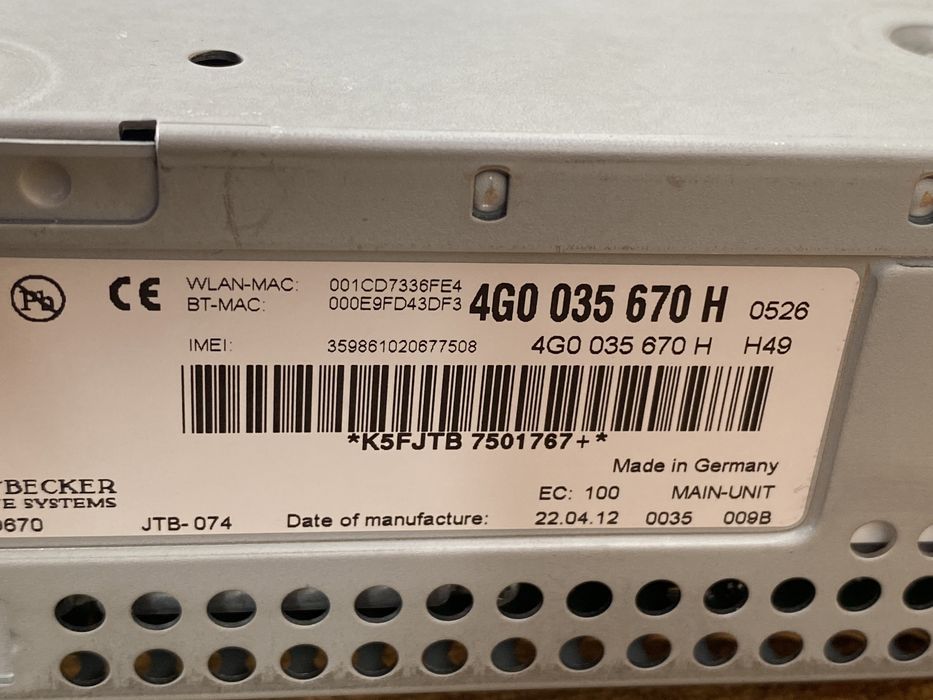 Pb
CE
WLAN-MAC: 001CD7336FE4
BT-MAC: 000E9FD43DF3
4G0 035 670 H 0526
IMEI: 359861020677508 4G0 035 670 H H49
*K5FJTB 7501767+*
Made in Germany
BECKER
E SYSTEMS
EC: 100 MAIN-UNIT
670 JTB-074 Date of manufacture: 22.04.12 0035 009B